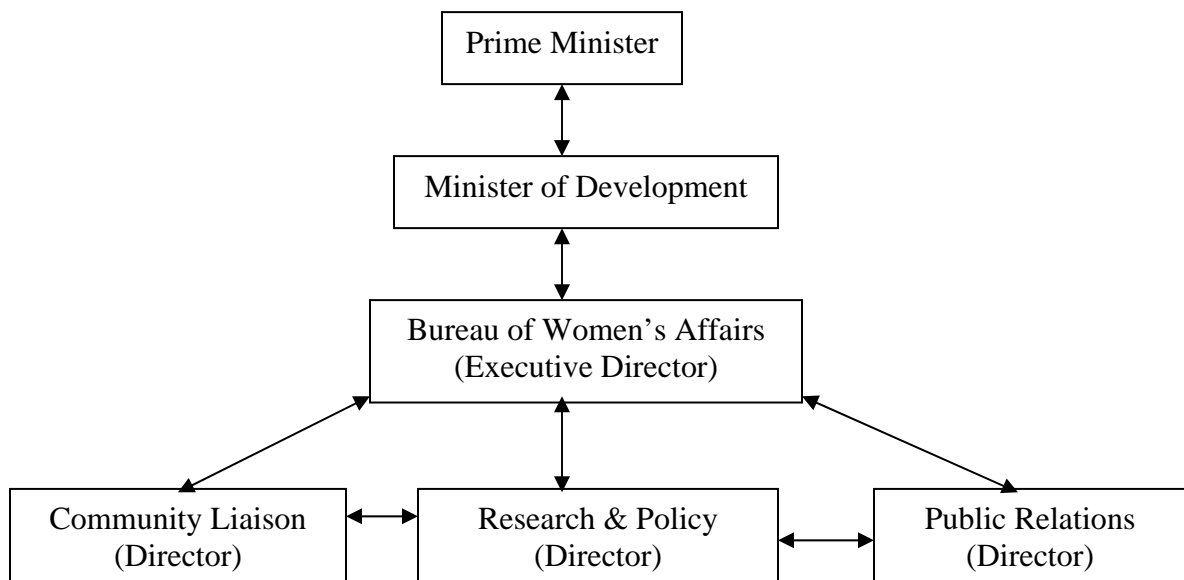 Prime Minister
Minister of Development
Bureau of Women’s Affairs
(Executive Director)
Community Liaison
(Director)
Research & Policy
(Director)
Public Relations
(Director)